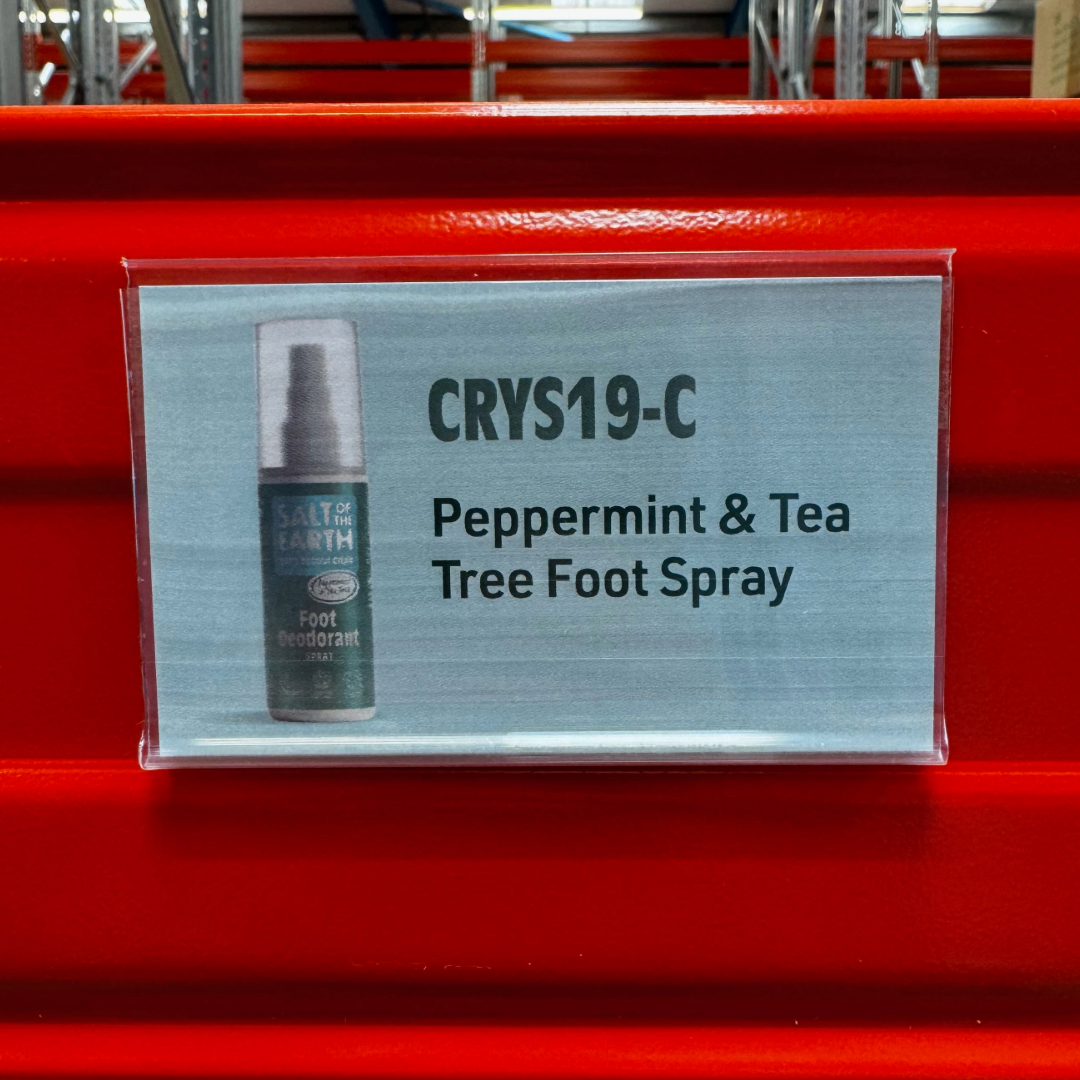 CRYS19-C
Peppermint & Tea
Tree Foot Spray
SALT OF
THE
EARTH
Foot
Deodorant
SPRAY